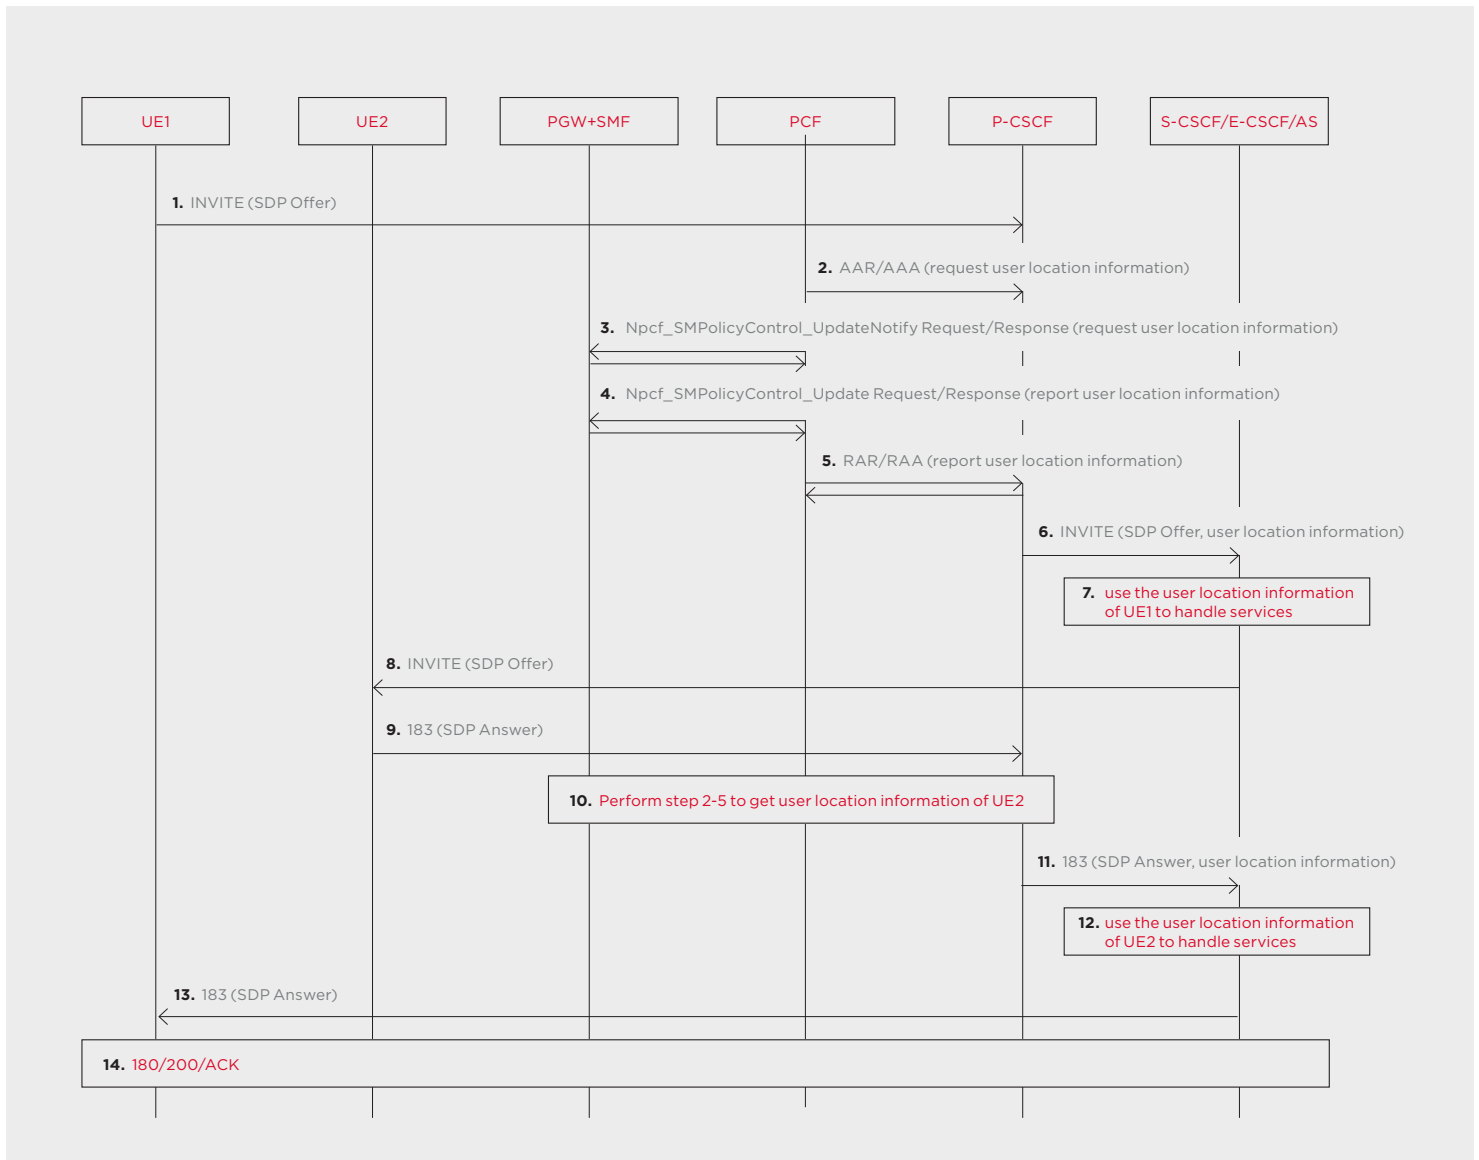 UE1
UE2
PGW+SMF
PCF
P-CSCF
S-CSCF/E-CSCF/AS
1. INVITE (SDP Offer)
2. AAR/AAA (request user location information)
3. Npcf_SMPolicyControl_UpdateNotify Request/Response (request user location information)
4. Npcf_SMPolicyControl_Update Request/Response (report user location information)
5. RAR/RAA (report user location information)
6. INVITE (SDP Offer, user location information)
7. use the user location information
of UE1 to handle services
8. INVITE (SDP Offer)
9. 183 (SDP Answer)
10. Perform step 2-5 to get user location information of UE2
11. 183 (SDP Answer, user location information)
12. use the user location information
of UE2 to handle services
13. 183 (SDP Answer)
14. 180/200/ACK